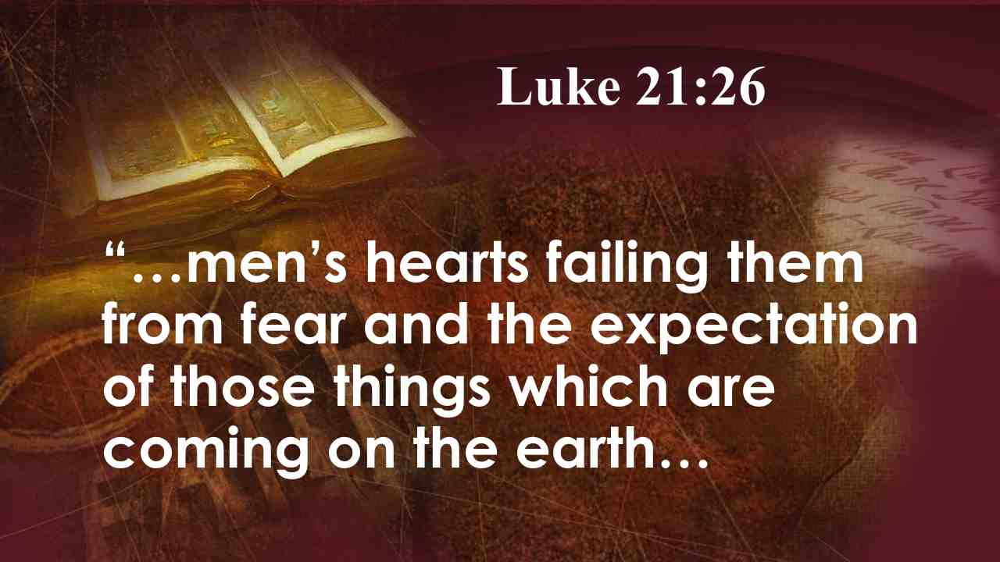 Luke 21:26
“…men’s hearts failing them
from fear and the expectation
of those things which are
coming on the earth…